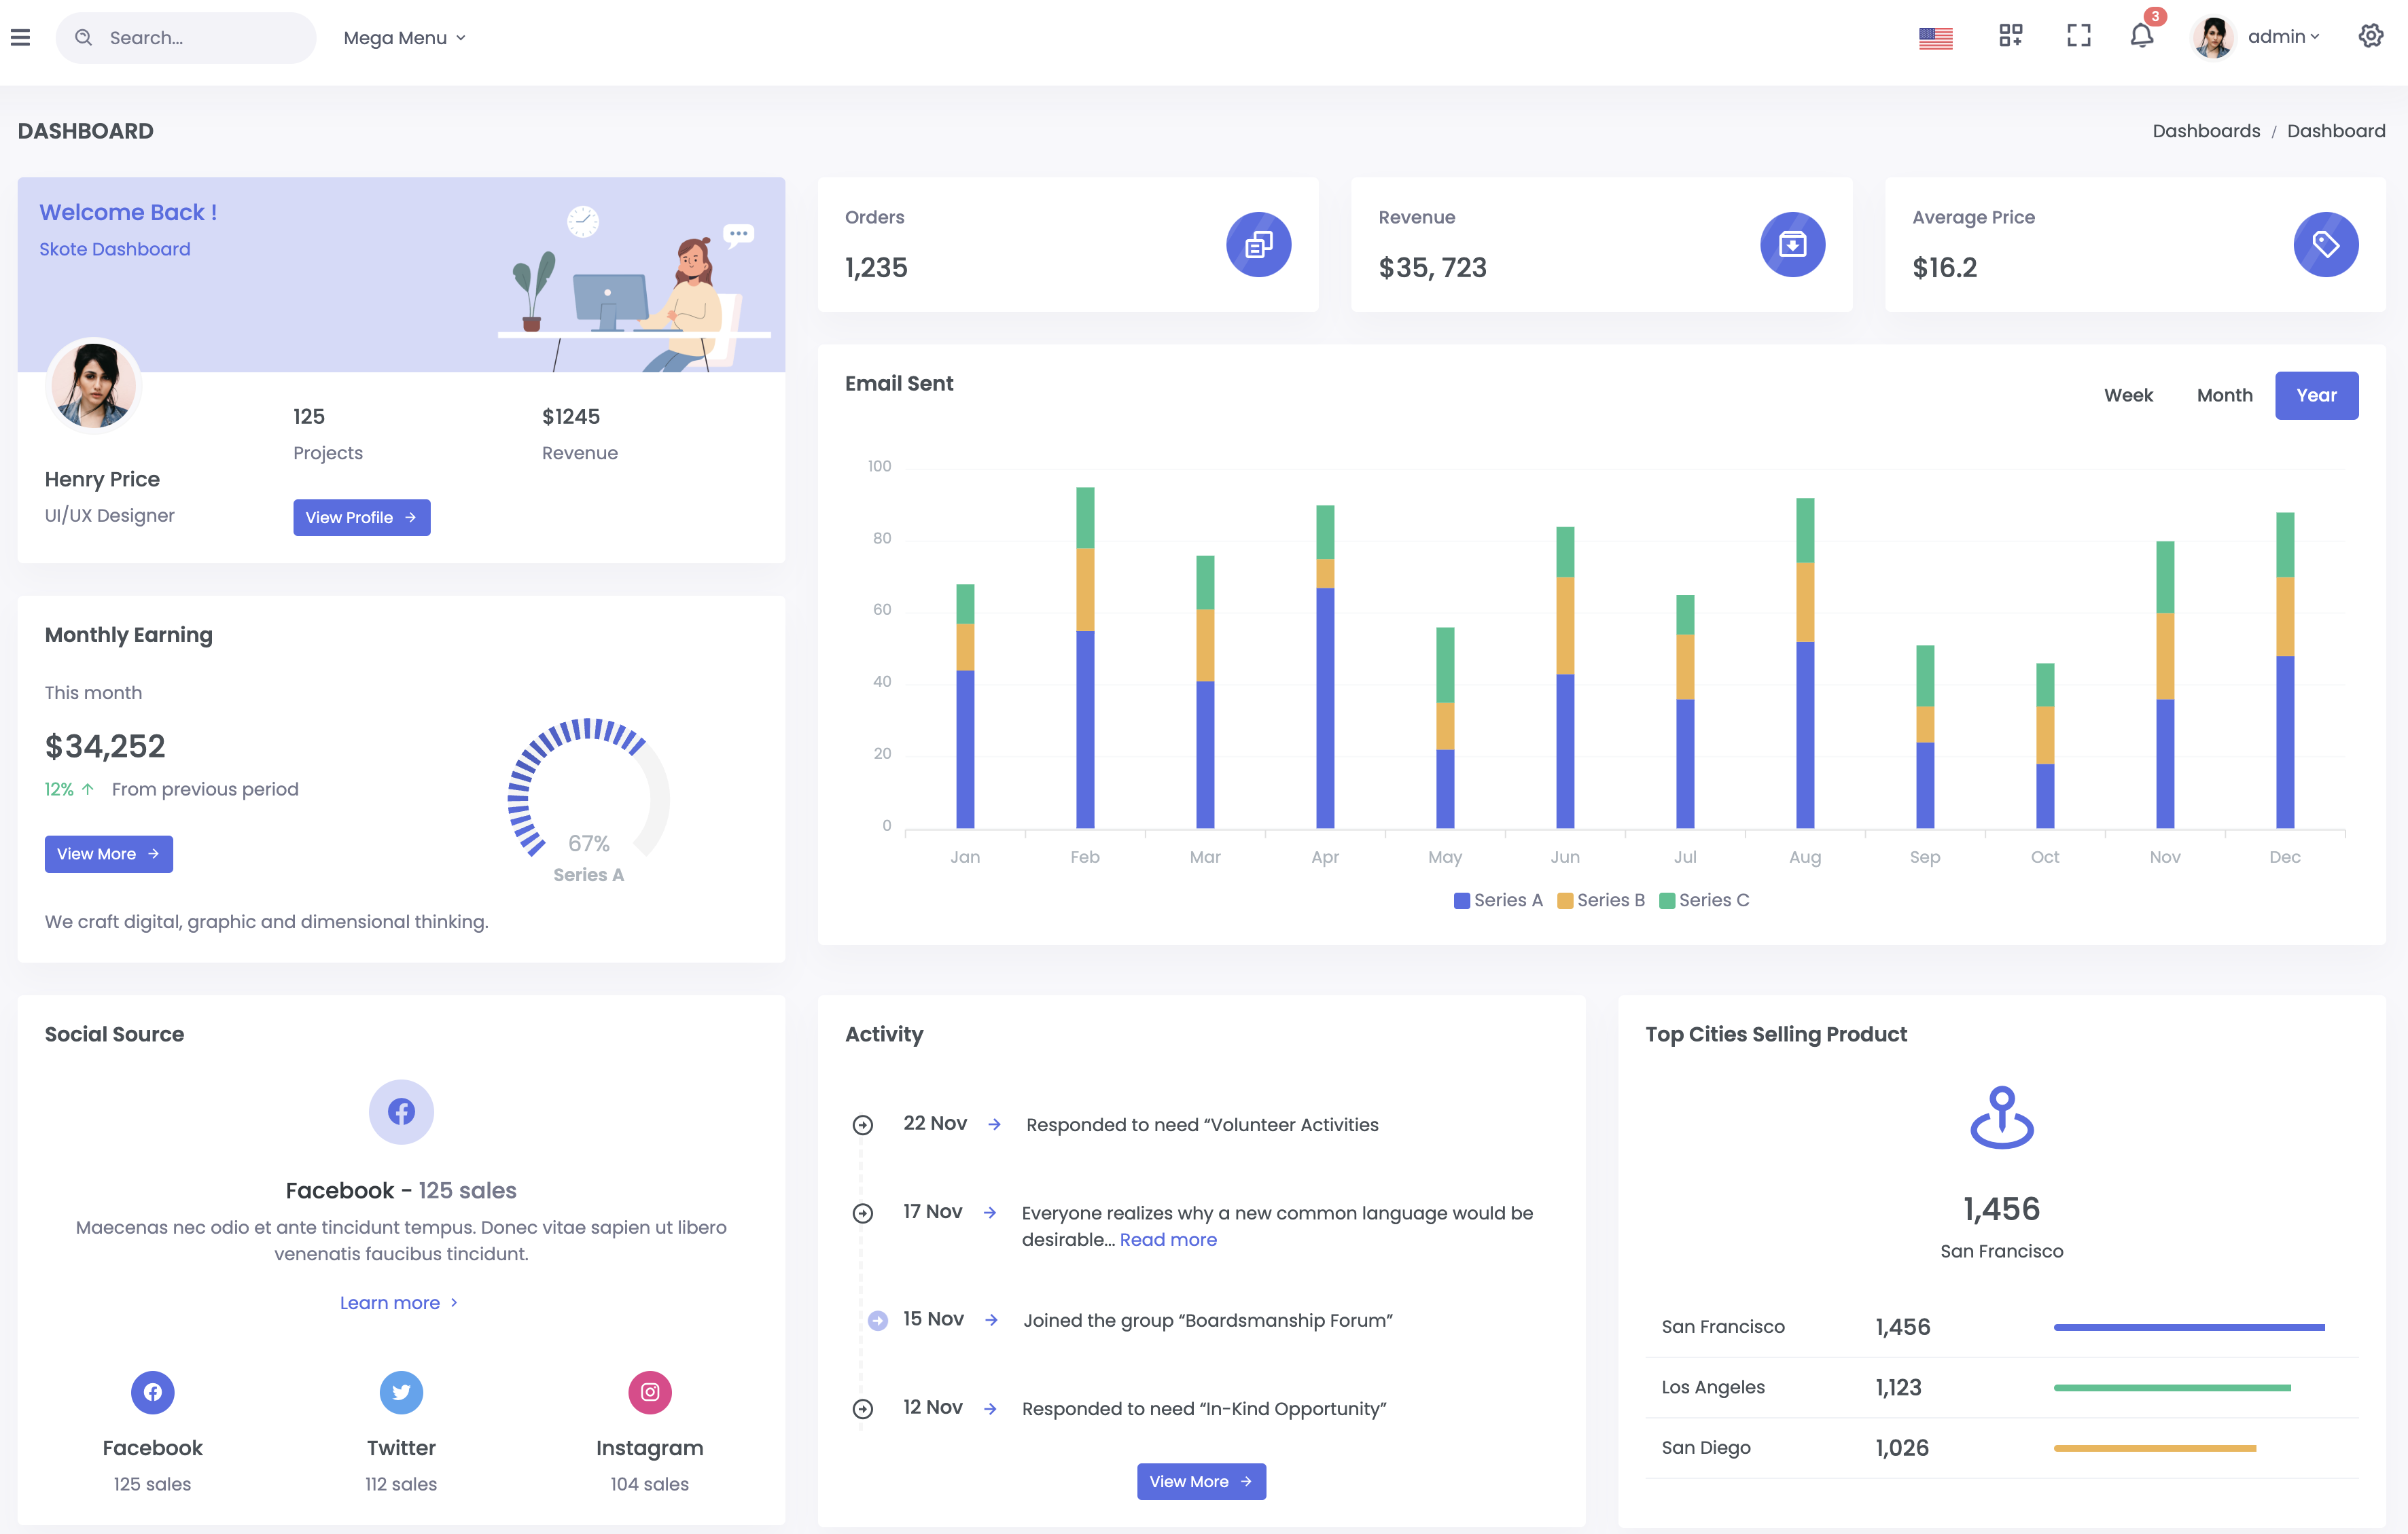 Search...
Mega Menu
3
admin
DASHBOARD
Dashboards / Dashboard
Welcome Back !
Skote Dashboard
Henry Price
UI/UX Designer
125
Projects
$1245
Revenue
View Profile
Orders
1,235
Revenue
$35, 723
Average Price
$16.2
Monthly Earning
This month
$34,252
12% From previous period
View More
67%
Series A
We craft digital, graphic and dimensional thinking.
Email Sent
Week Month Year
100
80
60
40
20
0
Jan Feb Mar Apr May Jun Jul Aug Sep Oct Nov Dec
Series A Series B Series C
Social Source
Facebook - 125 sales
Maecenas nec odio et ante tincidunt tempus. Donec vitae sapien ut libero
venenatis faucibus tincidunt.
Learn more
Facebook
125 sales
Twitter
112 sales
Instagram
104 sales
Activity
22 Nov Responded to need “Volunteer Activities
17 Nov Everyone realizes why a new common language would be
desirable... Read more
15 Nov Joined the group “Boardsmanship Forum”
12 Nov Responded to need “In-Kind Opportunity”
View More
Top Cities Selling Product
1,456
San Francisco
San Francisco 1,456
Los Angeles 1,123
San Diego 1,026